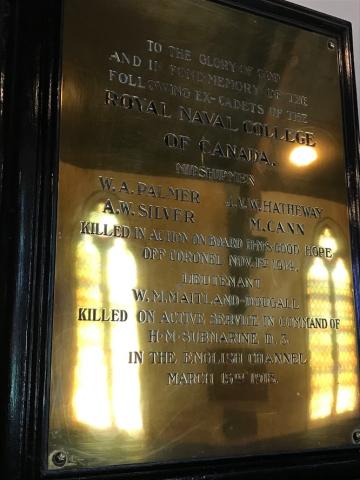 TO THE GLORY OF GOD
AND IN FOND MEMORY OF THE
FOLLOWING EX-CADETS OF THE
ROYAL NAVAL COLLEGE
OF CANADA.
MIDSHIPMEN
W. A. PALMER J. V. W. HATHEWAY
A. W. SILVER M. CANN
KILLED IN ACTION ON BOARD H·M·S·GOOD HOPE
OFF CORONEL NOV. 1ST 1914.
LIEUTENANT
W. M. MAITLAND-DOUGALL
KILLED ON ACTIVE SERVICE IN COMMAND OF
H·M·SUBMARINE D. 3.
IN THE ENGLISH CHANNEL
MARCH 15TH 1918.